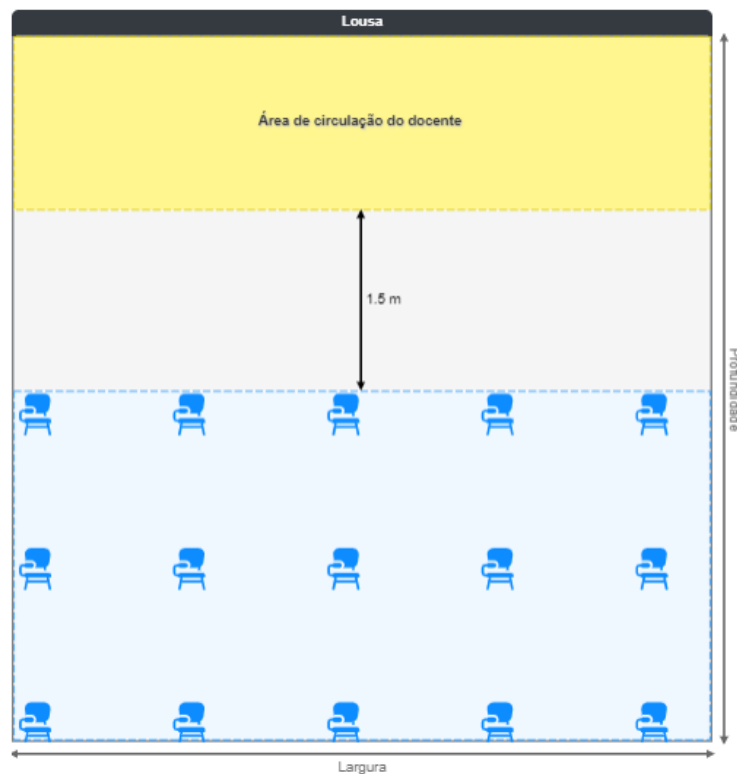 Lousa
Área de circulação do docente
1.5 m
Profundidade
Largura